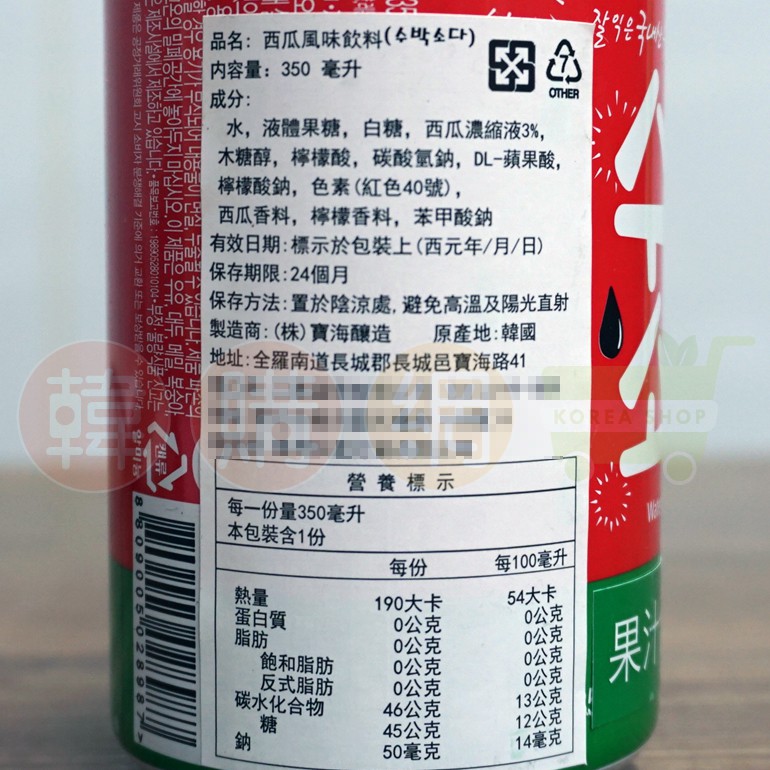 品名: 西瓜風味飲料(수박소다)
內容量: 350 毫升
OTHER
7
成分:
水, 液體果糖, 白糖, 西瓜濃縮液3%,
木糖醇, 檸檬酸, 碳酸氫鈉, DL-蘋果酸,
檸檬酸鈉, 色素(紅色40號),
西瓜香料, 檸檬香料, 苯甲酸鈉
有效日期:標示於包裝上(西元年/月/日)
保存期限:24個月
保存方法:置於陰涼處, 避免高溫及陽光直射
製造商:(株)寶海釀造 原產地:韓國
地址:全羅南道長城郡長城邑寶海路41
營養標示
每一份量350毫升
本包裝含1份
每份 每100毫升
熱量 190大卡 54大卡
蛋白質 0公克 0公克
脂肪 0公克 0公克
飽和脂肪 0公克 0公克
反式脂肪 0公克 0公克
碳水化合物 46公克 13公克
糖 45公克 12公克
鈉 50毫克 14毫克
잘 익은 국내산
果汁
KOREA SHOP
韓
캔류
8 809005 028987 >